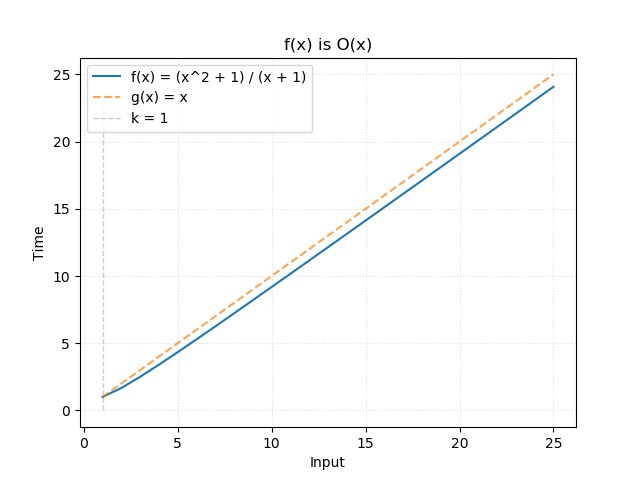 f(x) is O(x)
f(x) = (x^2 + 1) / (x + 1)
g(x) = x
k = 1
25
20
15
10
5
0
Time
0 5 10 15 20 25
Input